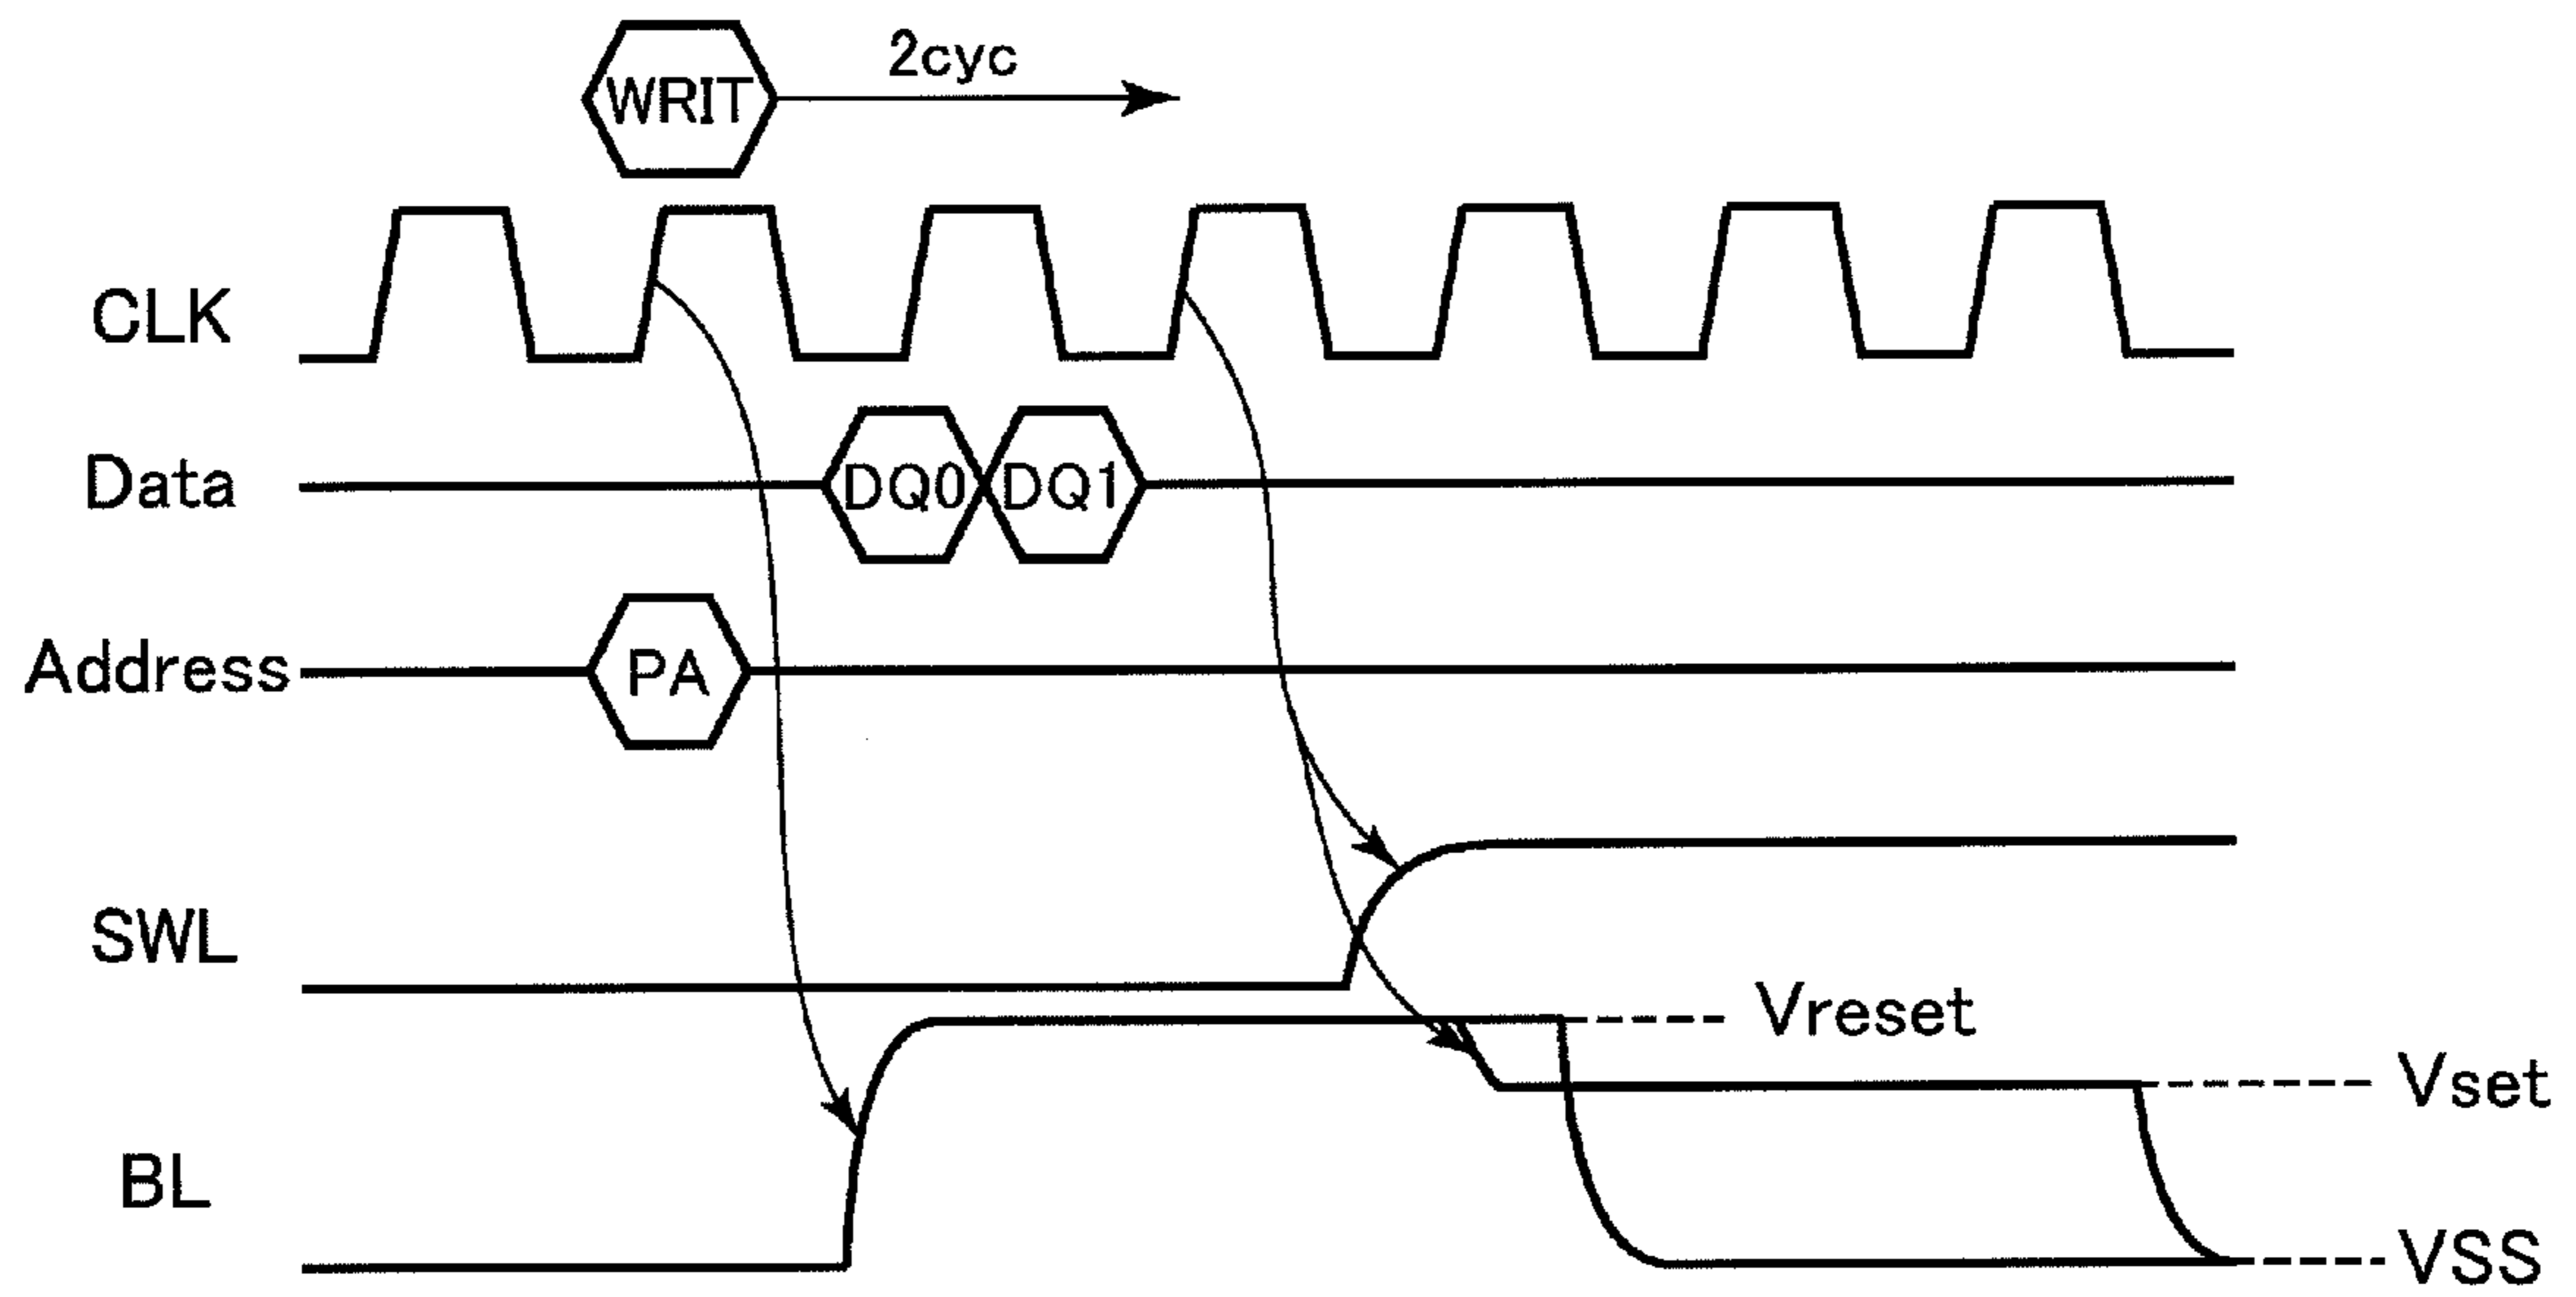 2cyc
WRIT
CLK
Data
DQ0 DQ1
Address
PA
SWL
Vreset
Vset
BL
VSS